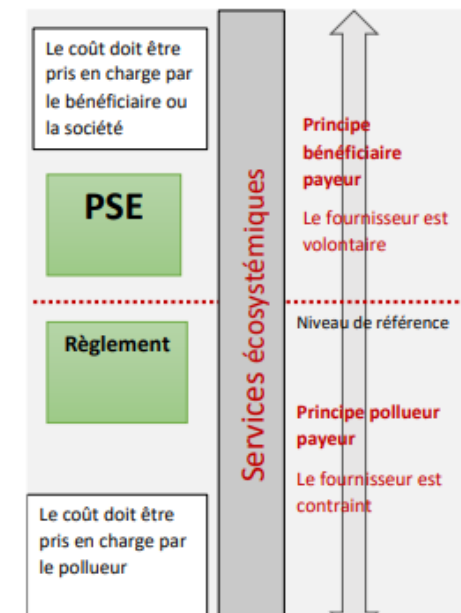 Le coût doit être
pris en charge par
le bénéficiaire ou
la société
PSE
Règlement
Le coût doit être
pris en charge par
le pollueur
Services écosystémiques
Principe
bénéficiaire
payeur
Le fournisseur est
volontaire
Niveau de référence
Principe pollueur
payeur
Le fournisseur est
contraint